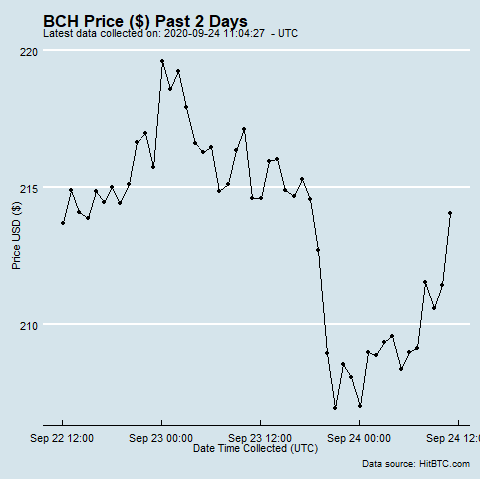 BCH Price ($) Past 2 Days
Latest data collected on: 2020-09-24 11:04:27 - UTC
220
215
210
Price USD ($)
Sep 22 12:00 Sep 23 00:00 Sep 23 12:00 Sep 24 00:00 Sep 24 12:00
Date Time Collected (UTC)
Data source: HitBTC.com